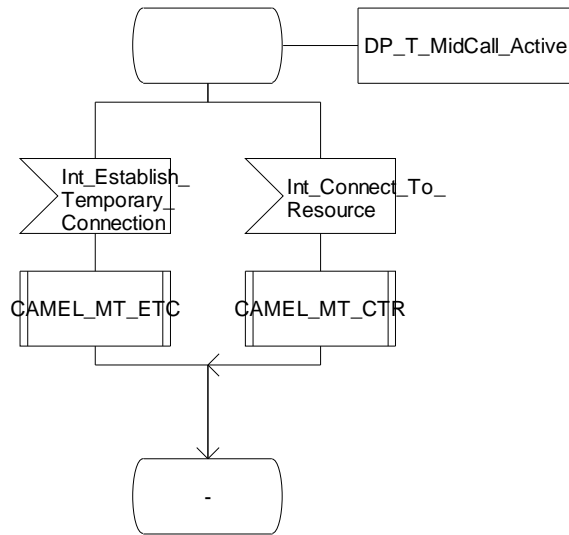 DP_T_MidCall_Active
Int_Establish_
Temporary_
Connection
Int_Connect_To_
Resource
CAMEL_MT_ETC
CAMEL_MT_CTR
-